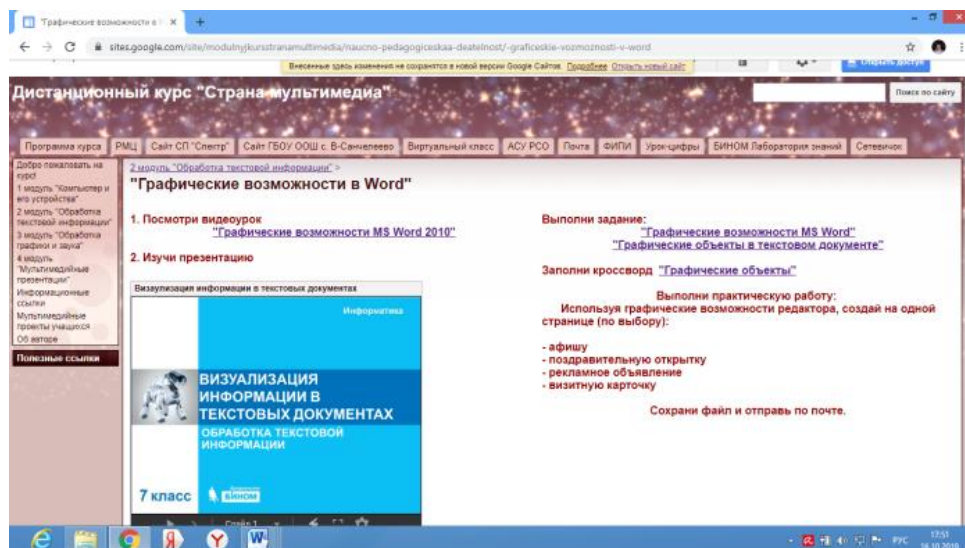 "Графические возможности в
sites.google.com/site/modulnyjkursstranamultimedia/naucno-pedagogiceskaa-deatelnost/-graficeskie-vozmoznosti-v-word
Внесенные здесь изменения не сохранятся в новой версии Google Сайтов. Подробнее Открыть новый сайт
Открыть доступ
Дистанционный курс "Страна мультимедиа"
Поиск по сайту
Программа курса РМЦ Сайт СП "Спектр" Сайт ГБОУ ООШ с. В-Санчелеево Виртуальный класс АСУ РСО Почта ФИПИ Урок-цифры БИНОМ Лаборатория знаний Сетевичок
Добро пожаловать на
курс!
1 модуль "Компьютер и
его устройства"
2 модуль "Обработка
текстовой информации"
3 модуль "Обработка
графики и звука"
4 модуль
"Мультимедийные
презентации"
Информационные
ссылки
Мультимедийные
проекты учащихся
Об авторе
Полезные ссылки
2 модуль "Обработка текстовой информации" >
"Графические возможности в Word"
1. Посмотри видеоурок
"Графические возможности MS Word 2010"
2. Изучи презентацию
Визуализация информации в текстовых документах
Информатика
ВИЗУАЛИЗАЦИЯ
ИНФОРМАЦИИ В
ТЕКСТОВЫХ ДОКУМЕНТАХ
ОБРАБОТКА ТЕКСТОВОЙ
ИНФОРМАЦИИ
7 класс
БИНОМ
Слайд 1
Выполни задание:
"Графические возможности MS Word"
"Графические объекты в текстовом документе"
Заполни кроссворд "Графические объекты"
Выполни практическую работу:
Используя графические возможности редактора, создай на одной
странице (по выбору):
- афишу
- поздравительную открытку
- рекламное объявление
- визитную карточку
Сохрани файл и отправь по почте.
РУС
17:51
16.10.2019